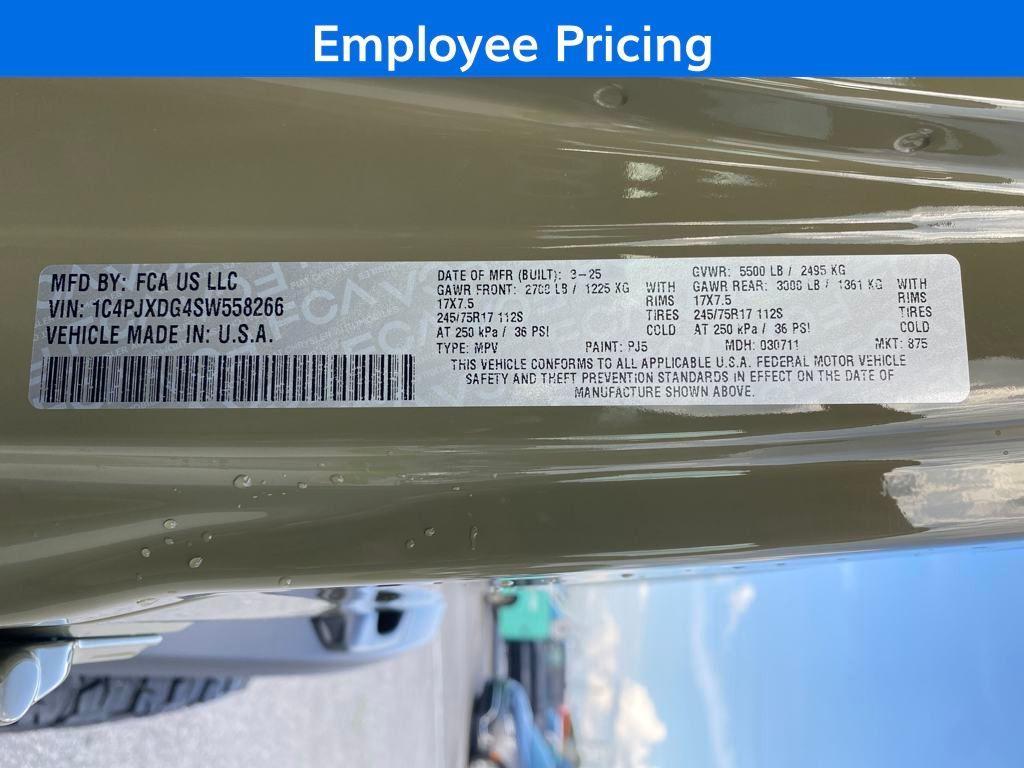 Employee Pricing
MFD BY: FCA US LLC
VIN: 1C4PJXDG4SW558266
VEHICLE MADE IN: U.S.A.
DATE OF MFR (BUILT): 3-25 GVWR: 5500 LB / 2495 KG
GAWR FRONT: 2700 LB / 1225 KG WITH GAWR REAR: 3000 LB / 1361 KG WITH
17X7.5 RIMS 17X7.5 RIMS
245/75R17 112S TIRES 245/75R17 112S TIRES
AT 250 kPa / 36 PSI COLD AT 250 kPa / 36 PSI COLD
TYPE: MPV PAINT: PJ5 MDH: 030711 MKT: 875
THIS VEHICLE CONFORMS TO ALL APPLICABLE U.S.A. FEDERAL MOTOR VEHICLE
SAFETY AND THEFT PREVENTION STANDARDS IN EFFECT ON THE DATE OF
MANUFACTURE SHOWN ABOVE.